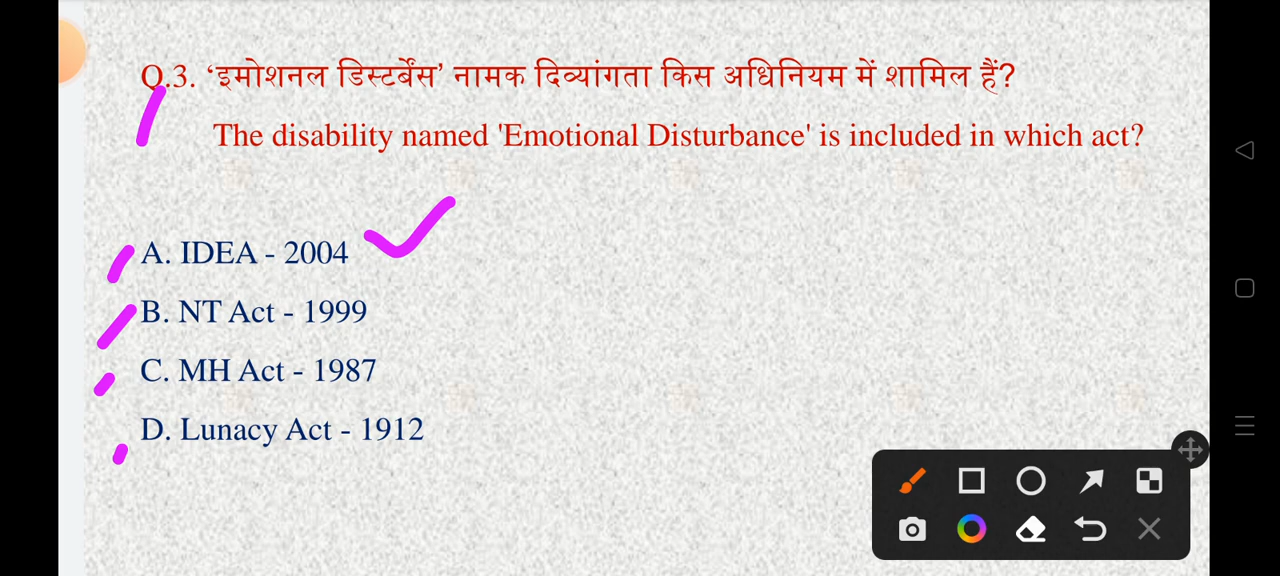 Q.3. ‘इमोशनल डिस्टर्बेंस’ नामक दिव्यांगता किस अधिनियम में शामिल हैं?
The disability named 'Emotional Disturbance' is included in which act?
A. IDEA - 2004
B. NT Act - 1999
C. MH Act - 1987
D. Lunacy Act - 1912